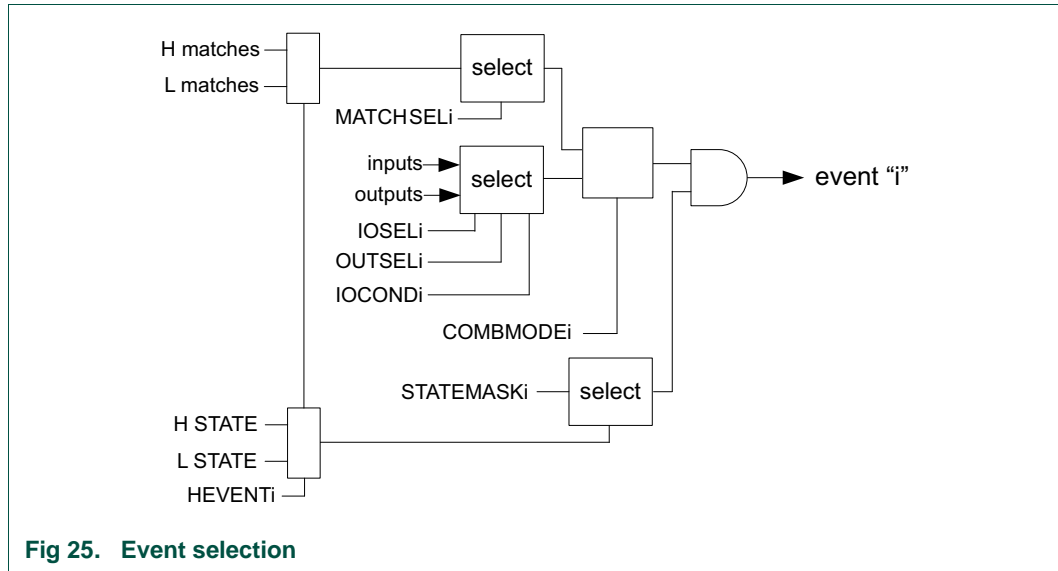 H matches
L matches
select
MATCHSELi
inputs
outputs
select
IOSELi
OUTSELi
IOCONDi
event “i”
COMBMODEi
STATEMASKi
select
H STATE
L STATE
HEVENTi
Fig 25. Event selection